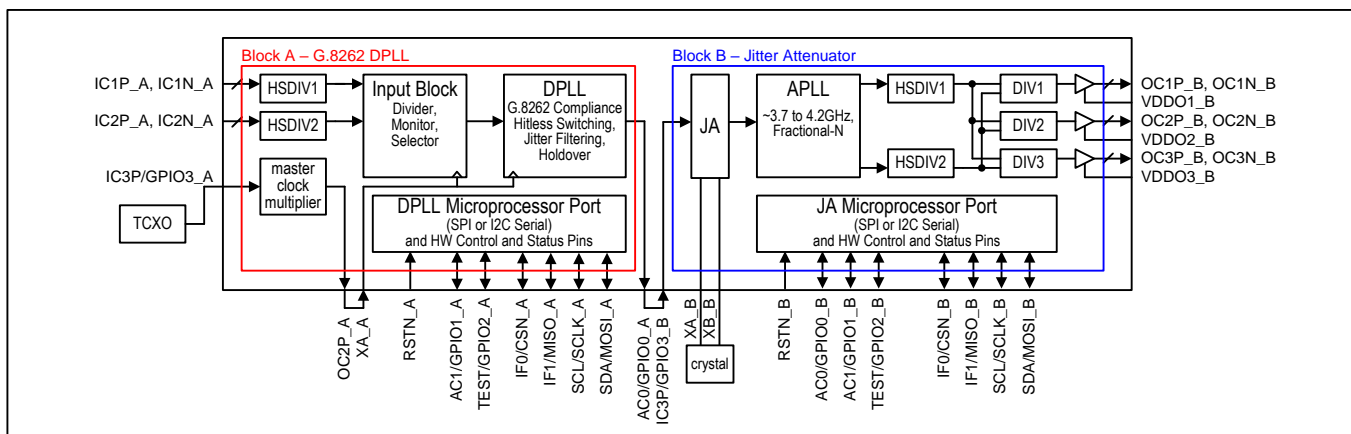 Block A – G.8262 DPLL
Block B – Jitter Attenuator
IC1P_A, IC1N_A
HSDIV1
IC2P_A, IC2N_A
HSDIV2
IC3P/GPIO3_A
master
clock
multiplier
TCXO
Input Block
Divider,
Monitor,
Selector
DPLL
G.8262 Compliance
Hitless Switching,
Jitter Filtering,
Holdover
DPLL Microprocessor Port
(SPI or I2C Serial)
and HW Control and Status Pins
JA
APLL
~3.7 to 4.2GHz,
Fractional-N
HSDIV1
HSDIV2
DIV1
DIV2
DIV3
OC1P_B, OC1N_B
VDDO1_B
OC2P_B, OC2N_B
VDDO2_B
OC3P_B, OC3N_B
VDDO3_B
JA Microprocessor Port
(SPI or I2C Serial)
and HW Control and Status Pins
OC2P_A
XA_A
RSTN_A
AC1/GPIO1_A
TEST/GPIO2_A
IF0/CSN_A
IF1/MISO_A
SCL/SCLK_A
SDA/MOSI_A
AC0/GPIO0_A
IC3P/GPIO3_B
XA_B
XB_B
crystal
RSTN_B
AC0/GPIO0_B
AC1/GPIO1_B
TEST/GPIO2_B
IF0/CSN_B
IF1/MISO_B
SCL/SCLK_B
SDA/MOSI_B